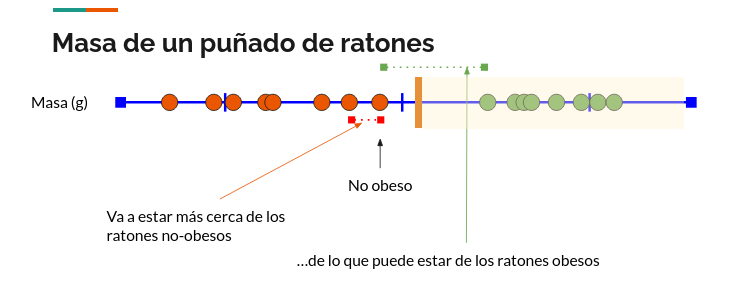 Masa de un puñado de ratones
Masa (g)
No obeso
Va a estar más cerca de los
ratones no-obesos
...de lo que puede estar de los ratones obesos